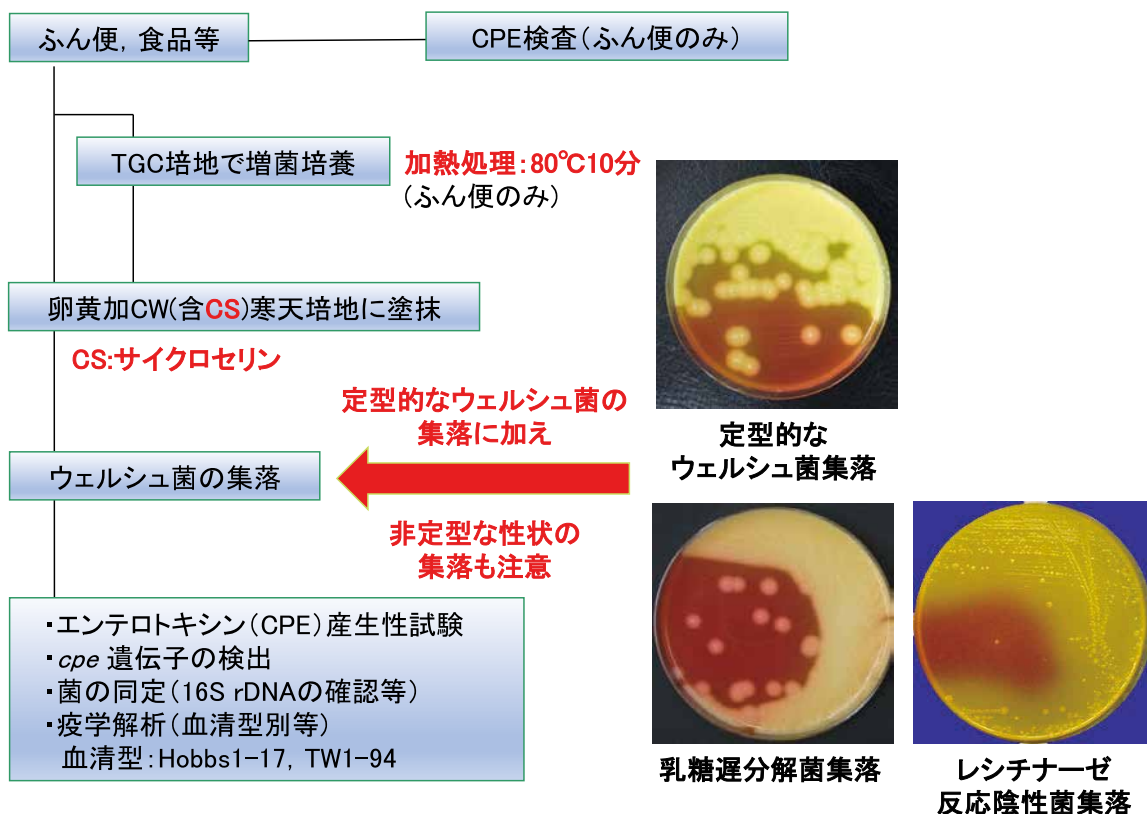 ふん便，食品等
CPE検査（ふん便のみ）
TGC培地で増菌培養
加熱処理：80℃10分
（ふん便のみ）
卵黄加CW(含CS)寒天培地に塗抹
CS:サイクロセリン
定型的なウェルシュ菌の
集落に加え
定型的な
ウェルシュ菌集落
ウェルシュ菌の集落
非定型な性状の
集落も注意
・エンテロトキシン（CPE）産生性試験
・cpe 遺伝子の検出
・菌の同定（16S rDNAの確認等）
・疫学解析（血清型別等）
血清型：Hobbs1-17，TW1-94
乳糖遅分解菌集落
レシチナーゼ
反応陰性菌集落